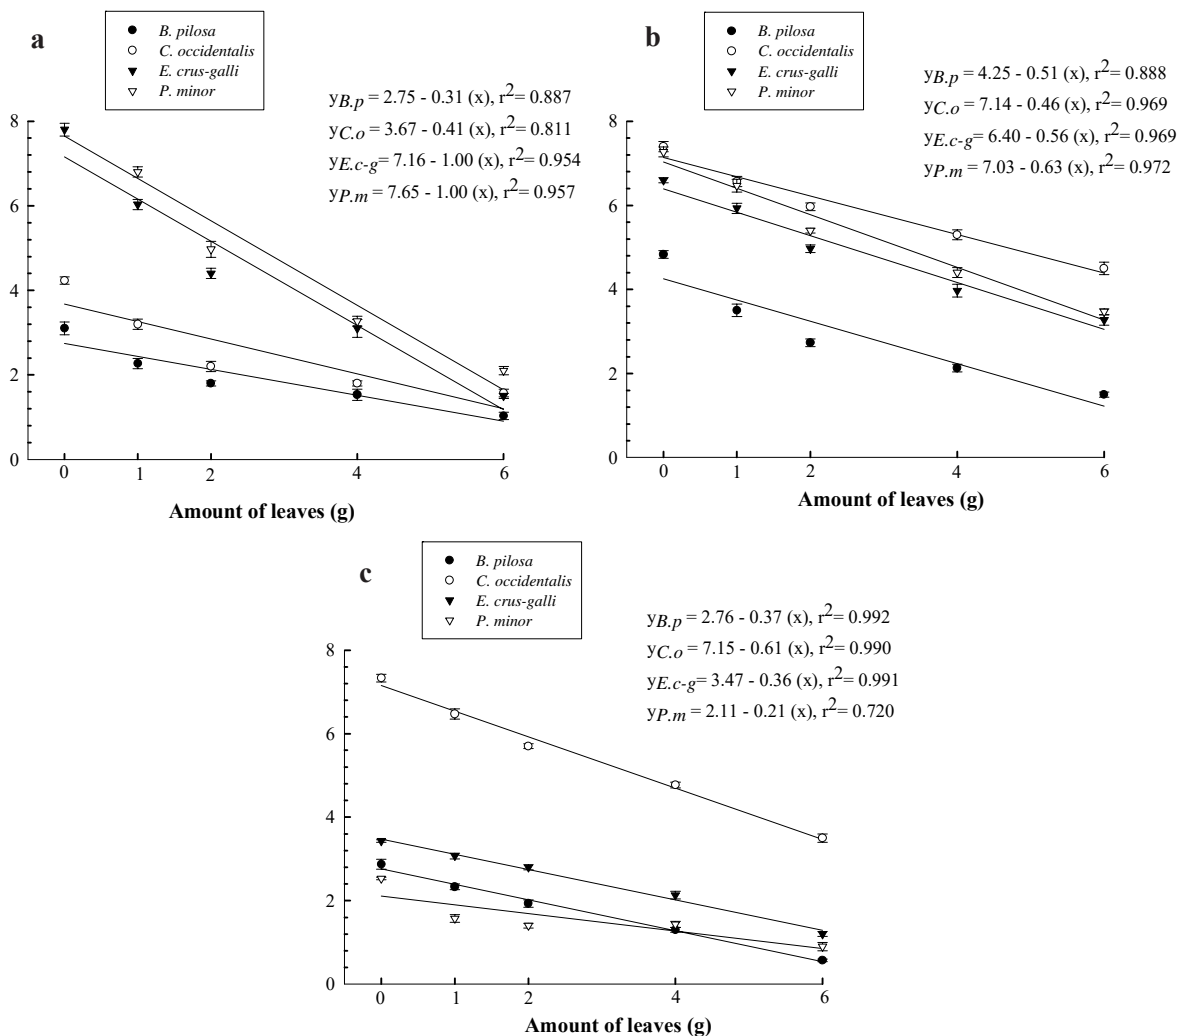 a
B. pilosa
C. occidentalis
E. crus-galli
P. minor
yB.p = 2.75 - 0.31 (x), r2= 0.887
yC.o = 3.67 - 0.41 (x), r2= 0.811
yE.c-g= 7.16 - 1.00 (x), r2= 0.954
yP.m = 7.65 - 1.00 (x), r2= 0.957
8
6
4
2
0
0 1 2 4 6
Amount of leaves (g)
b
B. pilosa
C. occidentalis
E. crus-galli
P. minor
yB.p = 4.25 - 0.51 (x), r2= 0.888
yC.o = 7.14 - 0.46 (x), r2= 0.969
yE.c-g= 6.40 - 0.56 (x), r2= 0.969
yP.m = 7.03 - 0.63 (x), r2= 0.972
8
6
4
2
0
0 1 2 4 6
Amount of leaves (g)
c
B. pilosa
C. occidentalis
E. crus-galli
P. minor
yB.p = 2.76 - 0.37 (x), r2= 0.992
yC.o = 7.15 - 0.61 (x), r2= 0.990
yE.c-g= 3.47 - 0.36 (x), r2= 0.991
yP.m = 2.11 - 0.21 (x), r2= 0.720
8
6
4
2
0
0 1 2 4 6
Amount of leaves (g)